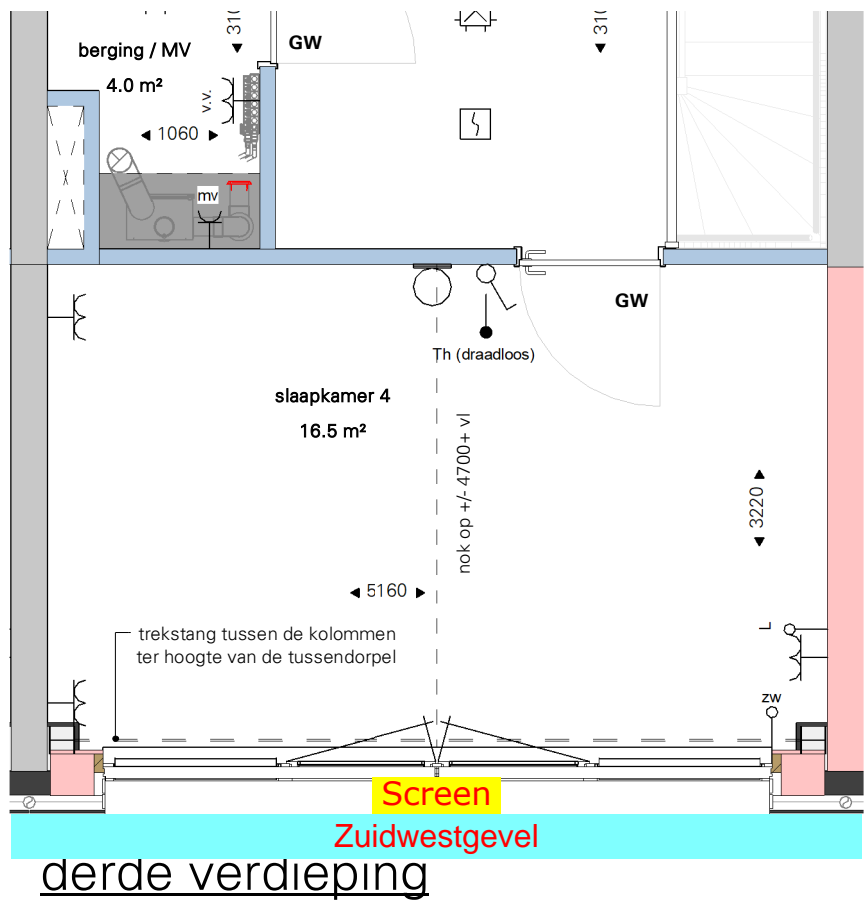 310
310
GW
berging / MV
4.0 m²
v.v.
1060
mv
GW
Th (draadloos)
slaapkamer 4
16.5 m²
nok op +/- 4700+ vl
3220
5160
trekstang tussen de kolommen
ter hoogte van de tussendorpel
L
zw
Screen
Zuidwestgevel
derde verdieping